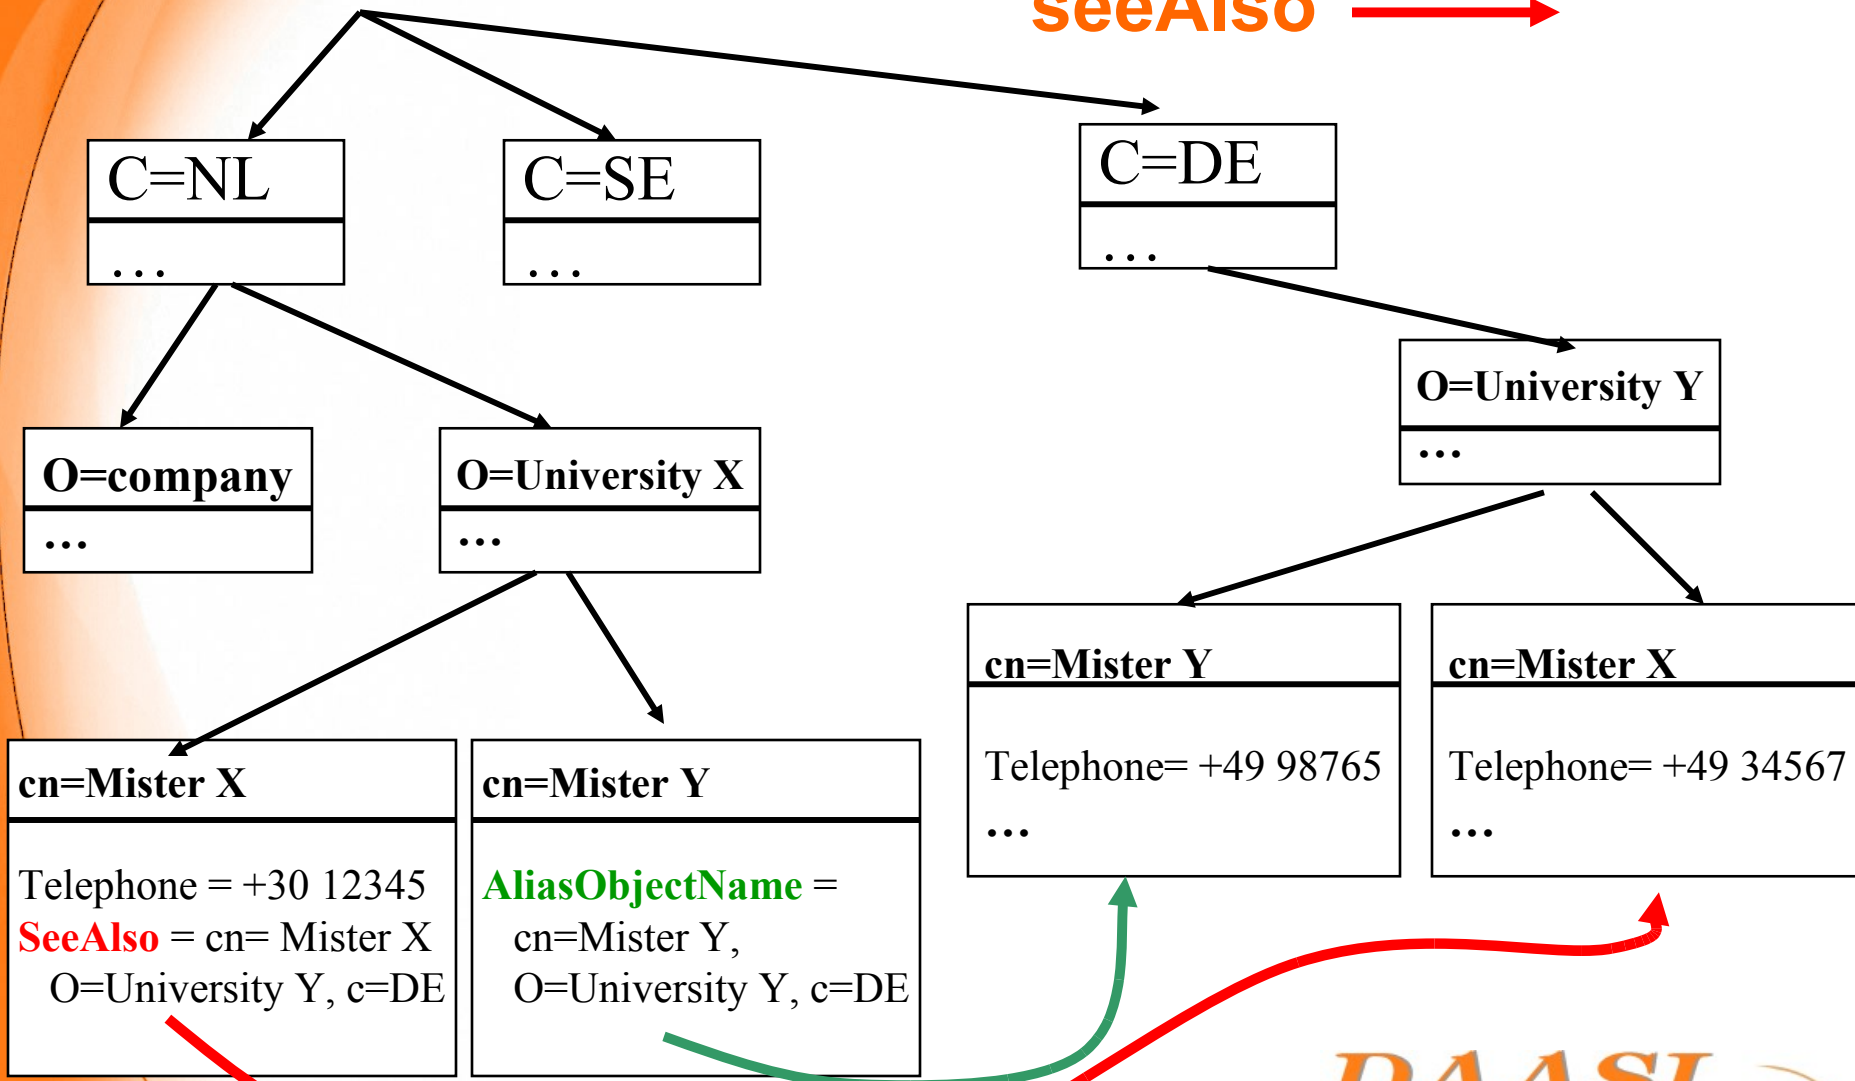 seeAlso
C=NL
...
C=SE
...
C=DE
...
O=University Y
...
O=company
...
O=University X
...
cn=Mister Y
Telephone= +49 98765
...
cn=Mister X
Telephone= +49 34567
...
cn=Mister X
Telephone = +30 12345
SeeAlso = cn= Mister X
O=University Y, c=DE
cn=Mister Y
AliasObjectName =
cn=Mister Y,
O=University Y, c=DE
DAASI